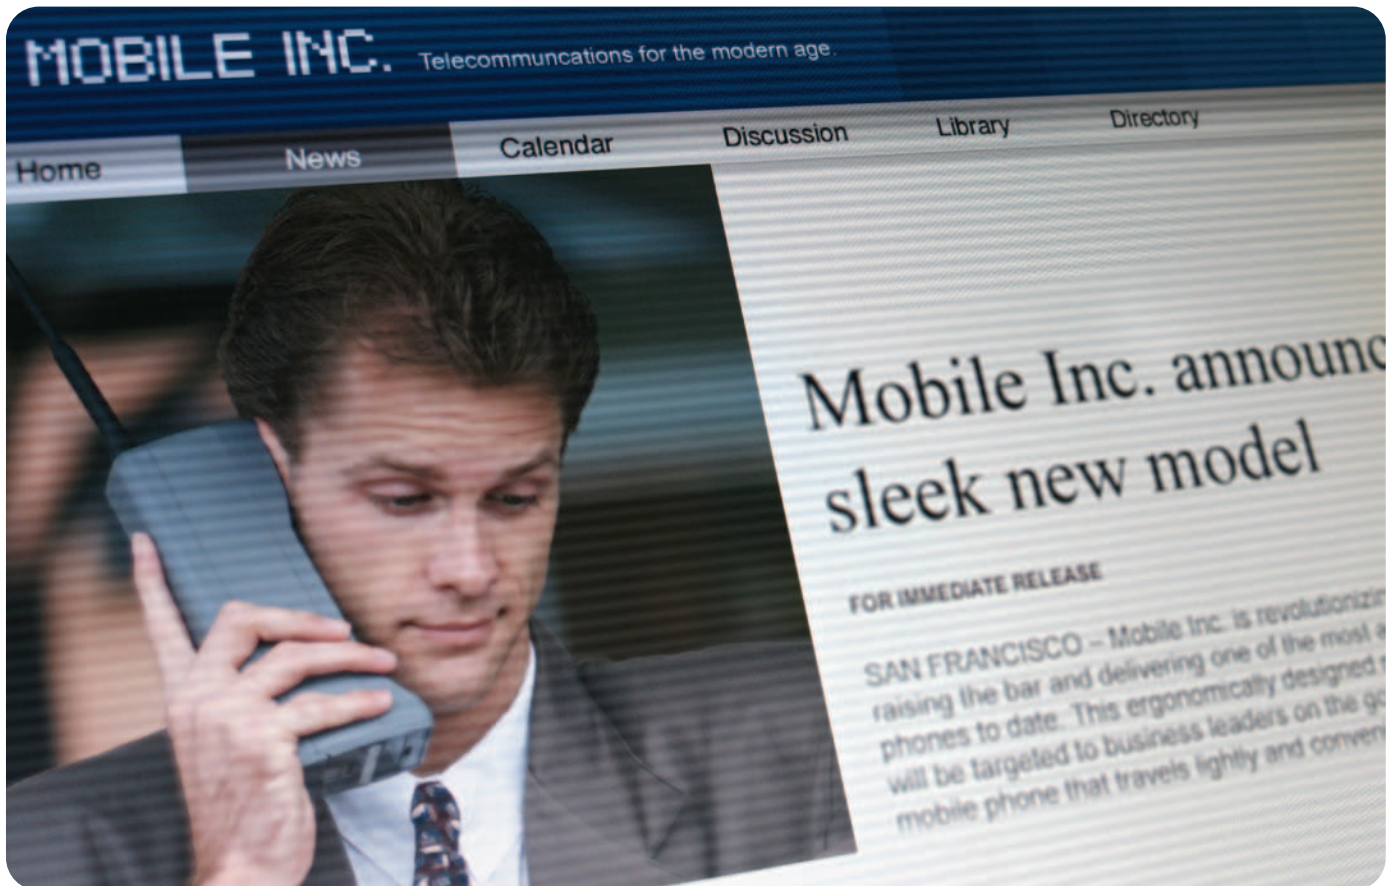 MOBILE INC. Telecommuncations for the modern age.
Home News Calendar Discussion Library Directory
Mobile Inc. announc
sleek new model
FOR IMMEDIATE RELEASE
SAN FRANCISCO – Mobile Inc. is revolutionizin
raising the bar and delivering one of the most a
phones to date. This ergonomically designed
will be targeted to business leaders on the go
mobile phone that travels lightly and conven